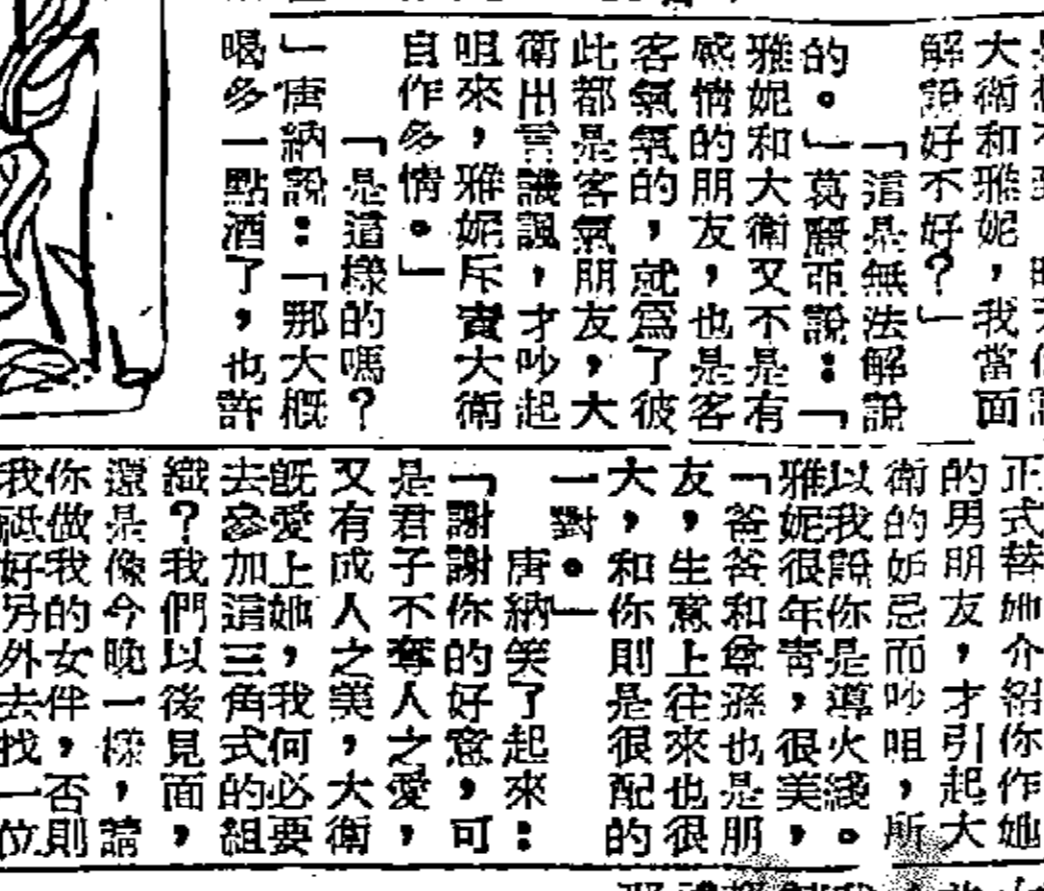 大衛和雅妮，我當面
解說好不好？」
「這是無法解說
的。」葛麗亞說：「
雅妮和大衛又不是有
感情的朋友，也是客
客氣氣的，就爲了彼
此都是客氣朋友，大
衛出言譏諷，才吵起
咀來，雅妮斥責大衛
自作多情。」
「是這樣的嗎？
」唐納說：「那大概
喝多一點酒了，也許
正式替她介紹你作她
的男朋友，才引起大
衛的妬忌而吵咀，所
以我說你是導火綫。
雅妮很年青，很美，
「爸爸和韋孫也是朋
友，生意上往來也很
大，和你則是很配的
一對。」
唐納笑了起來：
「謝謝你的好意，可
是君子不奪人之愛，
又有成人之美，大衛
旣愛上她，我何必要
去參加這三角式的組
織？我們以後見面，
還是像今晚一樣，請
你做我的女伴，否則
我祗好另外去找一位